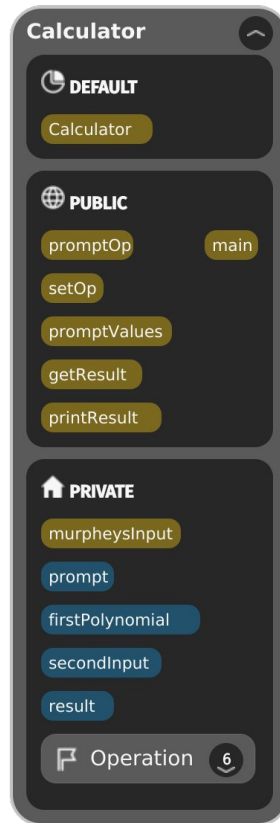 Calculator
DEFAULT
Calculator
PUBLIC
promptOp main
setOp
promptValues
getResult
printResult
PRIVATE
murpheysInput
prompt
firstPolynomial
secondInput
result
Operation 6